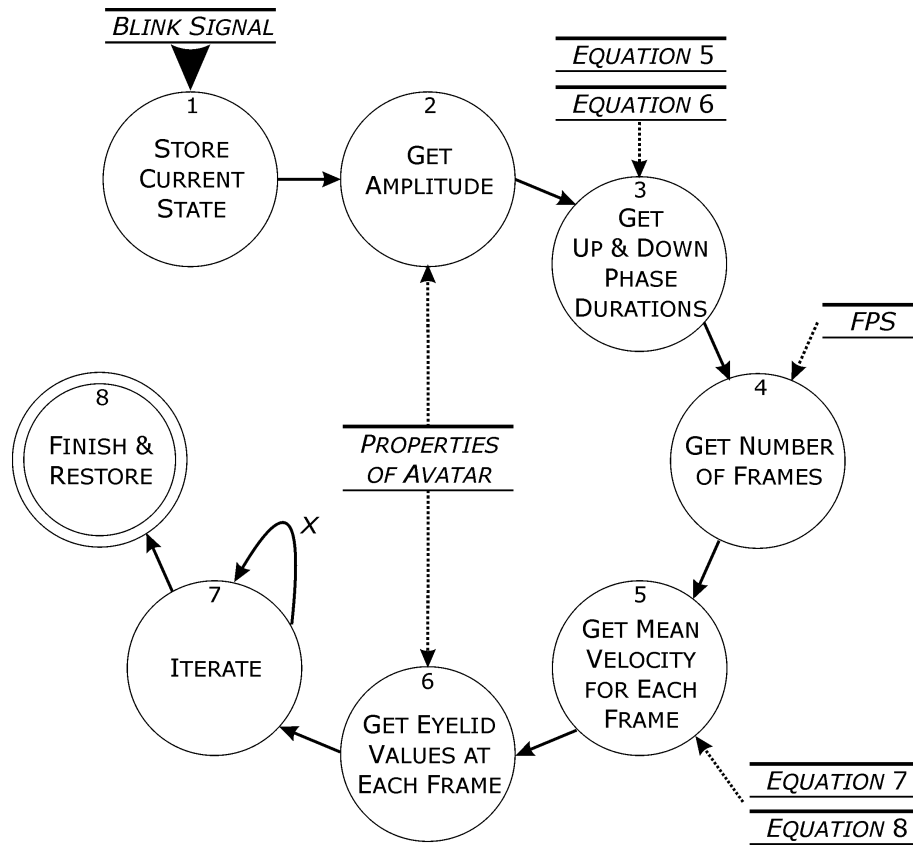 BLINK SIGNAL
1
STORE
CURRENT
STATE
2
GET
AMPLITUDE
EQUATION 5
EQUATION 6
3
GET
UP & DOWN
PHASE
DURATIONS
FPS
4
GET NUMBER
OF FRAMES
5
GET MEAN
VELOCITY
FOR EACH
FRAME
EQUATION 7
EQUATION 8
PROPERTIES
OF AVATAR
6
GET EYELID
VALUES AT
EACH FRAME
7
ITERATE
X
8
FINISH &
RESTORE